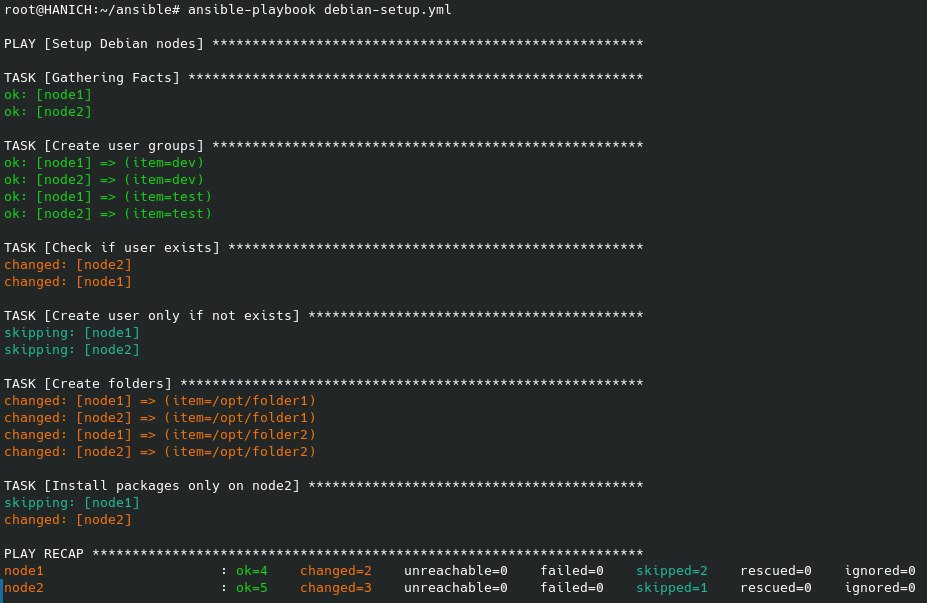 root@HANICH:~/ansible# ansible-playbook debian-setup.yml
PLAY [Setup Debian nodes] ******************************************************
TASK [Gathering Facts] *********************************************************
ok: [node1]
ok: [node2]
TASK [Create user groups] ******************************************************
ok: [node1] => (item=dev)
ok: [node2] => (item=dev)
ok: [node1] => (item=test)
ok: [node2] => (item=test)
TASK [Check if user exists] ****************************************************
changed: [node2]
changed: [node1]
TASK [Create user only if not exists] ******************************************
skipping: [node1]
skipping: [node2]
TASK [Create folders] **********************************************************
changed: [node1] => (item=/opt/folder1)
changed: [node2] => (item=/opt/folder1)
changed: [node1] => (item=/opt/folder2)
changed: [node2] => (item=/opt/folder2)
TASK [Install packages only on node2] ******************************************
skipping: [node1]
changed: [node2]
PLAY RECAP *********************************************************************
node1                      : ok=4    changed=2    unreachable=0    failed=0    skipped=2    rescued=0    ignored=0
node2                      : ok=5    changed=3    unreachable=0    failed=0    skipped=1    rescued=0    ignored=0